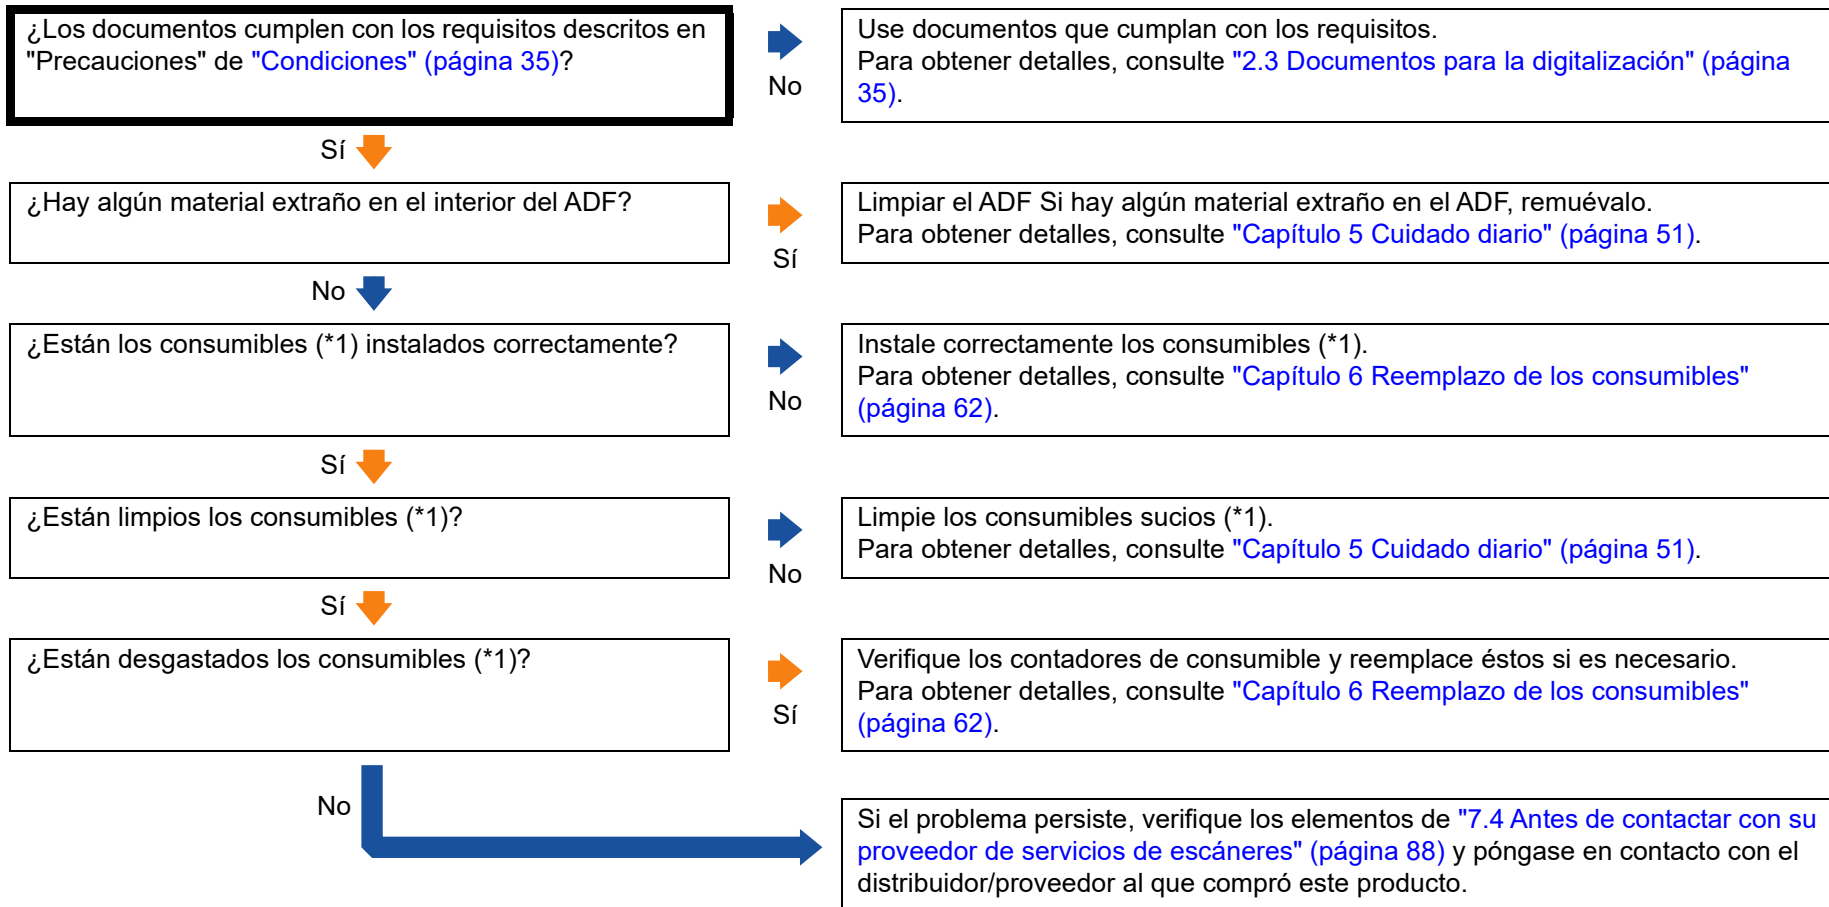 ¿Los documentos cumplen con los requisitos descritos en
"Precauciones" de "Condiciones" (página 35)?
No
Use documentos que cumplan con los requisitos.
Para obtener detalles, consulte "2.3 Documentos para la digitalización" (página
35).
Sí
¿Hay algún material extraño en el interior del ADF?
Sí
Limpiar el ADF Si hay algún material extraño en el ADF, remuévalo.
Para obtener detalles, consulte "Capítulo 5 Cuidado diario" (página 51).
No
¿Están los consumibles (*1) instalados correctamente?
No
Instale correctamente los consumibles (*1).
Para obtener detalles, consulte "Capítulo 6 Reemplazo de los consumibles"
(página 62).
Sí
¿Están limpios los consumibles (*1)?
No
Limpie los consumibles sucios (*1).
Para obtener detalles, consulte "Capítulo 5 Cuidado diario" (página 51).
Sí
¿Están desgastados los consumibles (*1)?
Sí
Verifique los contadores de consumible y reemplace éstos si es necesario.
Para obtener detalles, consulte "Capítulo 6 Reemplazo de los consumibles"
(página 62).
No
Si el problema persiste, verifique los elementos de "7.4 Antes de contactar con su
proveedor de servicios de escáneres" (página 88) y póngase en contacto con el
distribuidor/proveedor al que compró este producto.